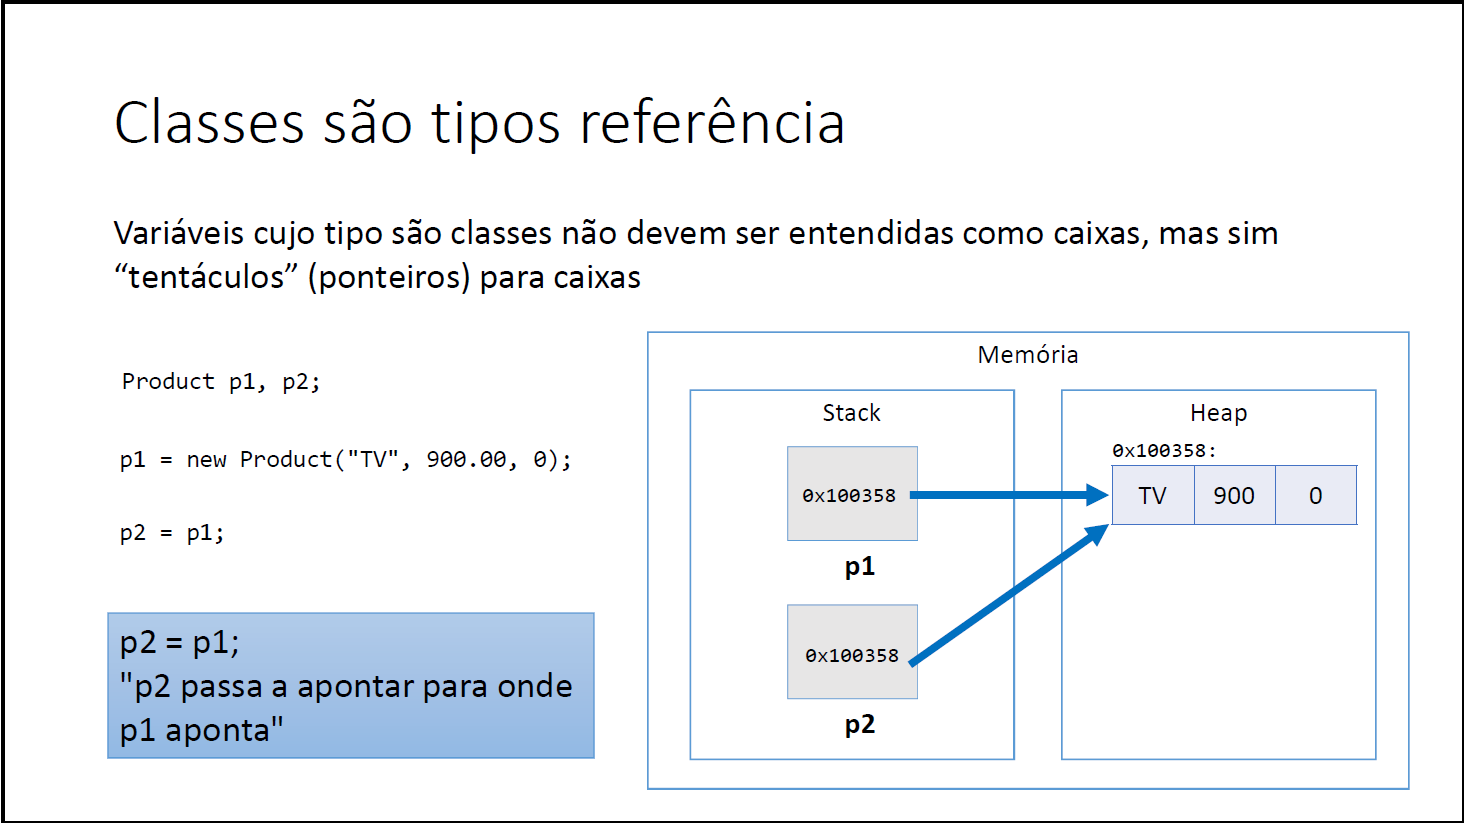 Classes são tipos referência
Variáveis cujo tipo são classes não devem ser entendidas como caixas, mas sim
“tentáculos” (ponteiros) para caixas
Product p1, p2;
p1 = new Product("TV", 900.00, 0);
p2 = p1;
p2 = p1;
"p2 passa a apontar para onde
p1 aponta"
Memória
Stack
0x100358
p1
0x100358
p2
Heap
0x100358:
TV 900 0